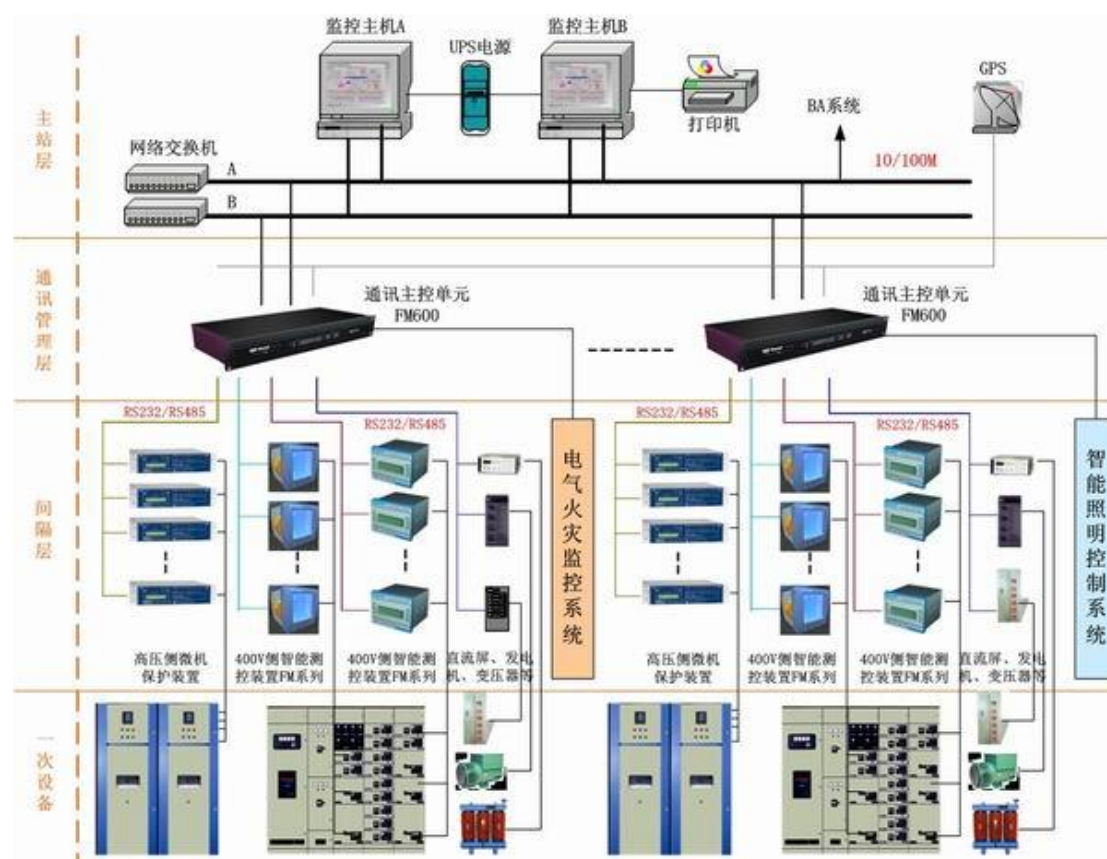 监控主机A
监控主机B
UPS电源
GPS
打印机
BA系统
主站层
网络交换机
A
10/100M
B
通讯管理层
通讯主控单元
FM600
通讯主控单元
FM600
RS232/RS485
RS232/RS485
RS232/RS485
RS232/RS485
间隔层
电气火灾监控系统
智能照明控制系统
高压侧微机
保护装置
400V侧智能测
控装置FM系列
400V侧智能测
控装置FM系列
直流屏、发电
机、变压器等
高压侧微机
保护装置
400V侧智能测
控装置FM系列
400V侧智能测
控装置FM系列
直流屏、发电
机、变压器等
一次设备